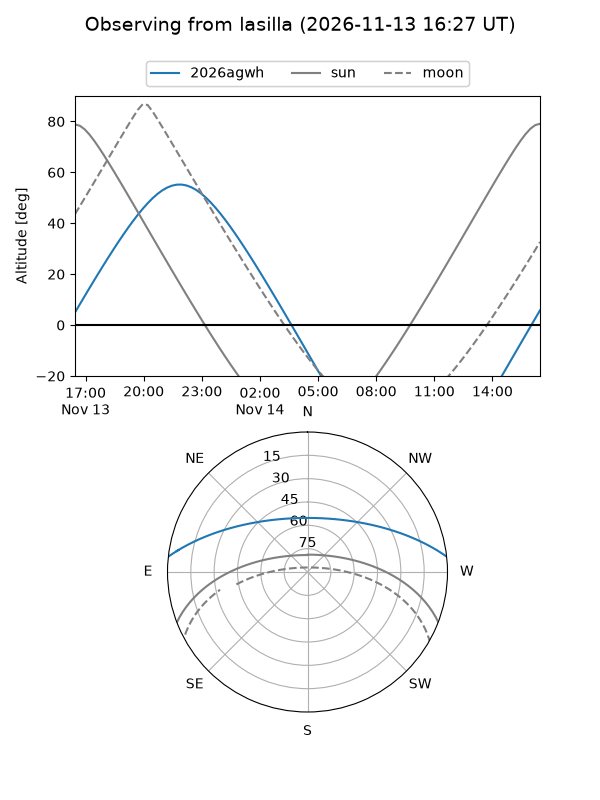 Observing from lasilla (2026-11-13 16:27 UT)
2026agwh sun moon
Altitude [deg]
80
60
40
20
0
−20
17:00 20:00 23:00 02:00 05:00 08:00 11:00 14:00
Nov 13 Nov 14
N
NE NW
15
30
45
60
75
E W
SE SW
S